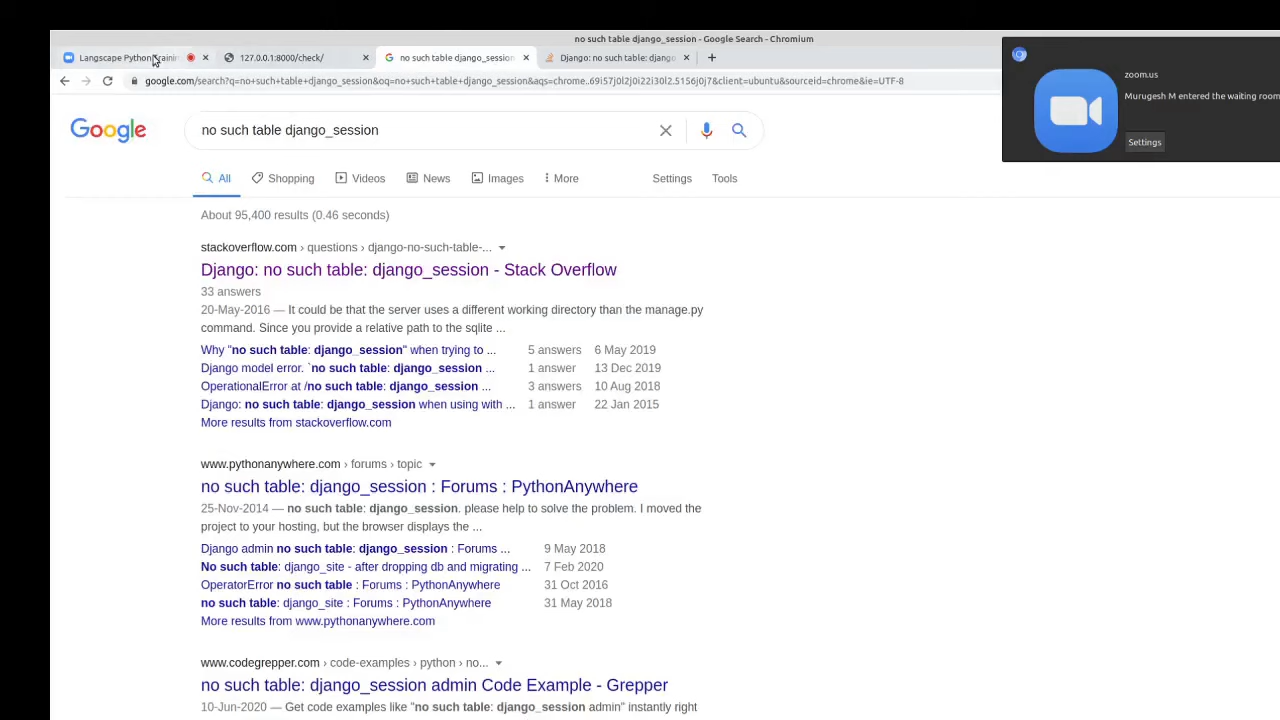 no such table django_session - Google Search - Chromium
Langscape Python Trainin
127.0.0.1:8000/check/
no such table django_session
Django: no such table: django
google.com/search?q=no+such+table+django_session&oq=no+such+table+django_session&aqs=chrome..69i57j0l2j0i22i30l2.5156j0j7&client=ubuntu&sourceid=chrome&ie=UTF-8
zoom.us
Murugesh M entered the waiting room
Settings
Google
no such table django_session
All
Shopping
Videos
News
Images
More
Settings
Tools
About 95,400 results (0.46 seconds)
stackoverflow.com › questions › django-no-such-table-...
Django: no such table: django_session - Stack Overflow
33 answers
20-May-2016 — It could be that the server uses a different working directory than the manage.py
command. Since you provide a relative path to the sqlite ...
Why "no such table: django_session" when trying to ... 5 answers 6 May 2019
Django model error. `no such table: django_session ... 1 answer 13 Dec 2019
OperationalError at /no such table: django_session ... 3 answers 10 Aug 2018
Django: no such table: django_session when using with ... 1 answer 22 Jan 2015
More results from stackoverflow.com
www.pythonanywhere.com › forums › topic
no such table: django_session : Forums : PythonAnywhere
25-Nov-2014 — no such table: django_session. please help to solve the problem. I moved the
project to your hosting, but the browser displays the ...
Django admin no such table: django_session : Forums ... 9 May 2018
No such table: django_site - after dropping db and migrating ... 7 Feb 2020
OperatorError no such table : Forums : PythonAnywhere 31 Oct 2016
no such table: django_site : Forums : PythonAnywhere 31 May 2018
More results from www.pythonanywhere.com
www.codegrepper.com › code-examples › python › no...
no such table: django_session admin Code Example - Grepper
10-Jun-2020 — Get code examples like "no such table: django_session admin" instantly right